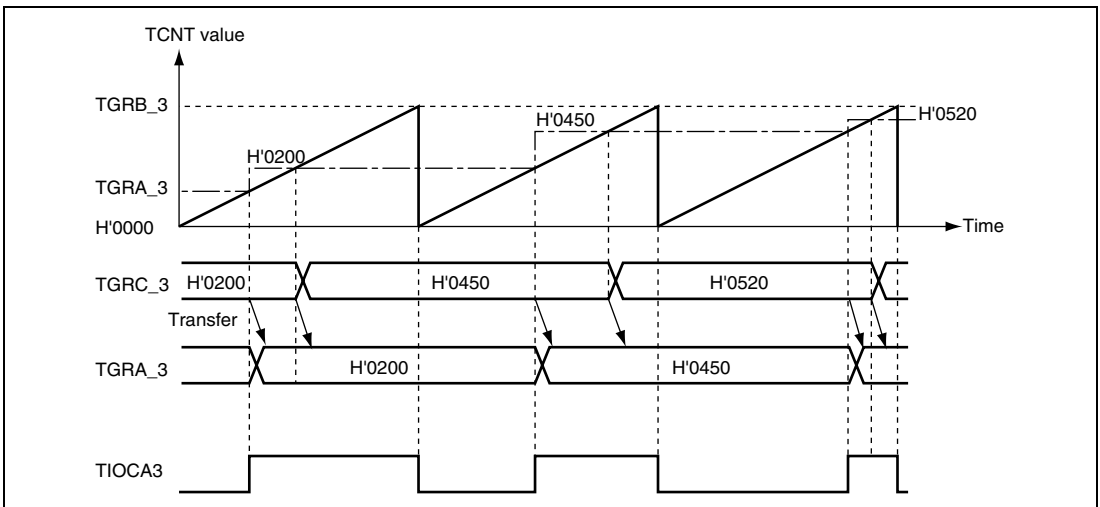 TCNT value
TGRB_3
H'0520
H'0450
H'0200
TGRA_3
H'0000
Time
TGRC_3
H'0200
H'0450
H'0520
Transfer
TGRA_3
H'0200
H'0450
TIOCA3